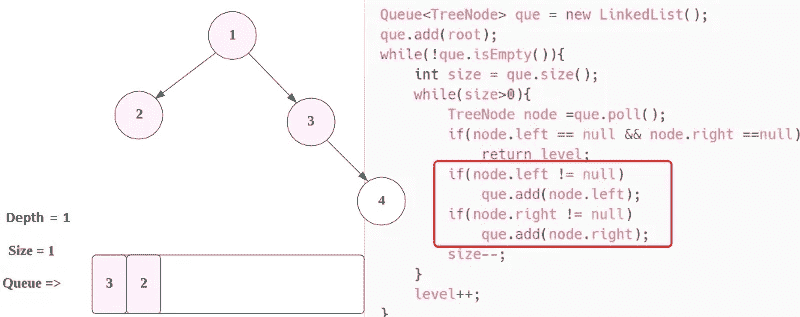 1
2
3
4
Depth = 1
Size = 1
Queue =>
3 2
Queue<TreeNode> que = new LinkedList();
que.add(root);
while(!que.isEmpty()){
int size = que.size();
while(size>0){
TreeNode node =que.poll();
if(node.left == null && node.right ==null)
return level;
if(node.left != null)
que.add(node.left);
if(node.right != null)
que.add(node.right);
size--;
}
level++;
}